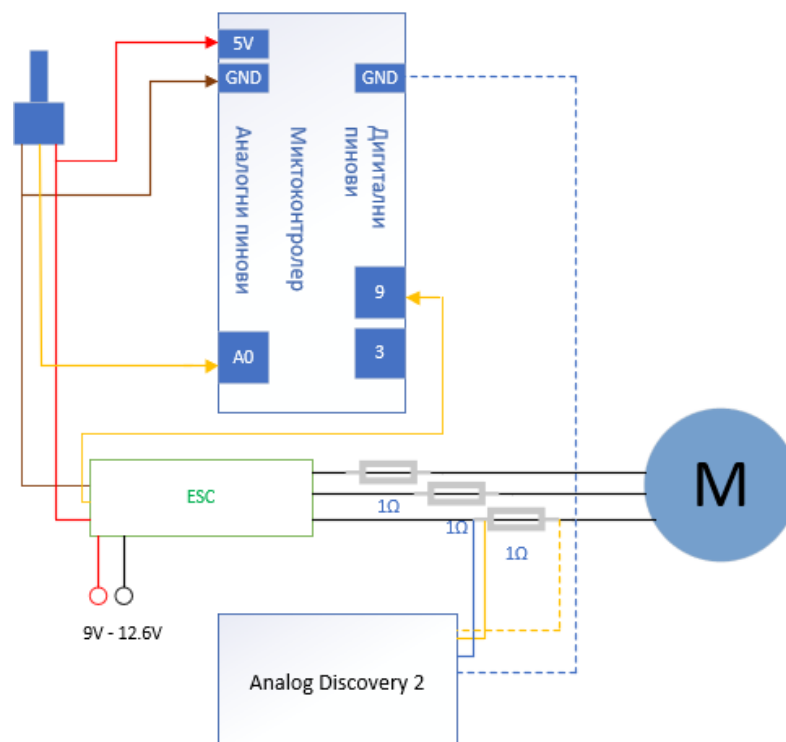 5V
GND
GND
Аналогни пинови
Миктоконтролер
Дигитални
пинови
9
3
A0
ESC
M
1Ω
1Ω
1Ω
9V - 12.6V
Analog Discovery 2